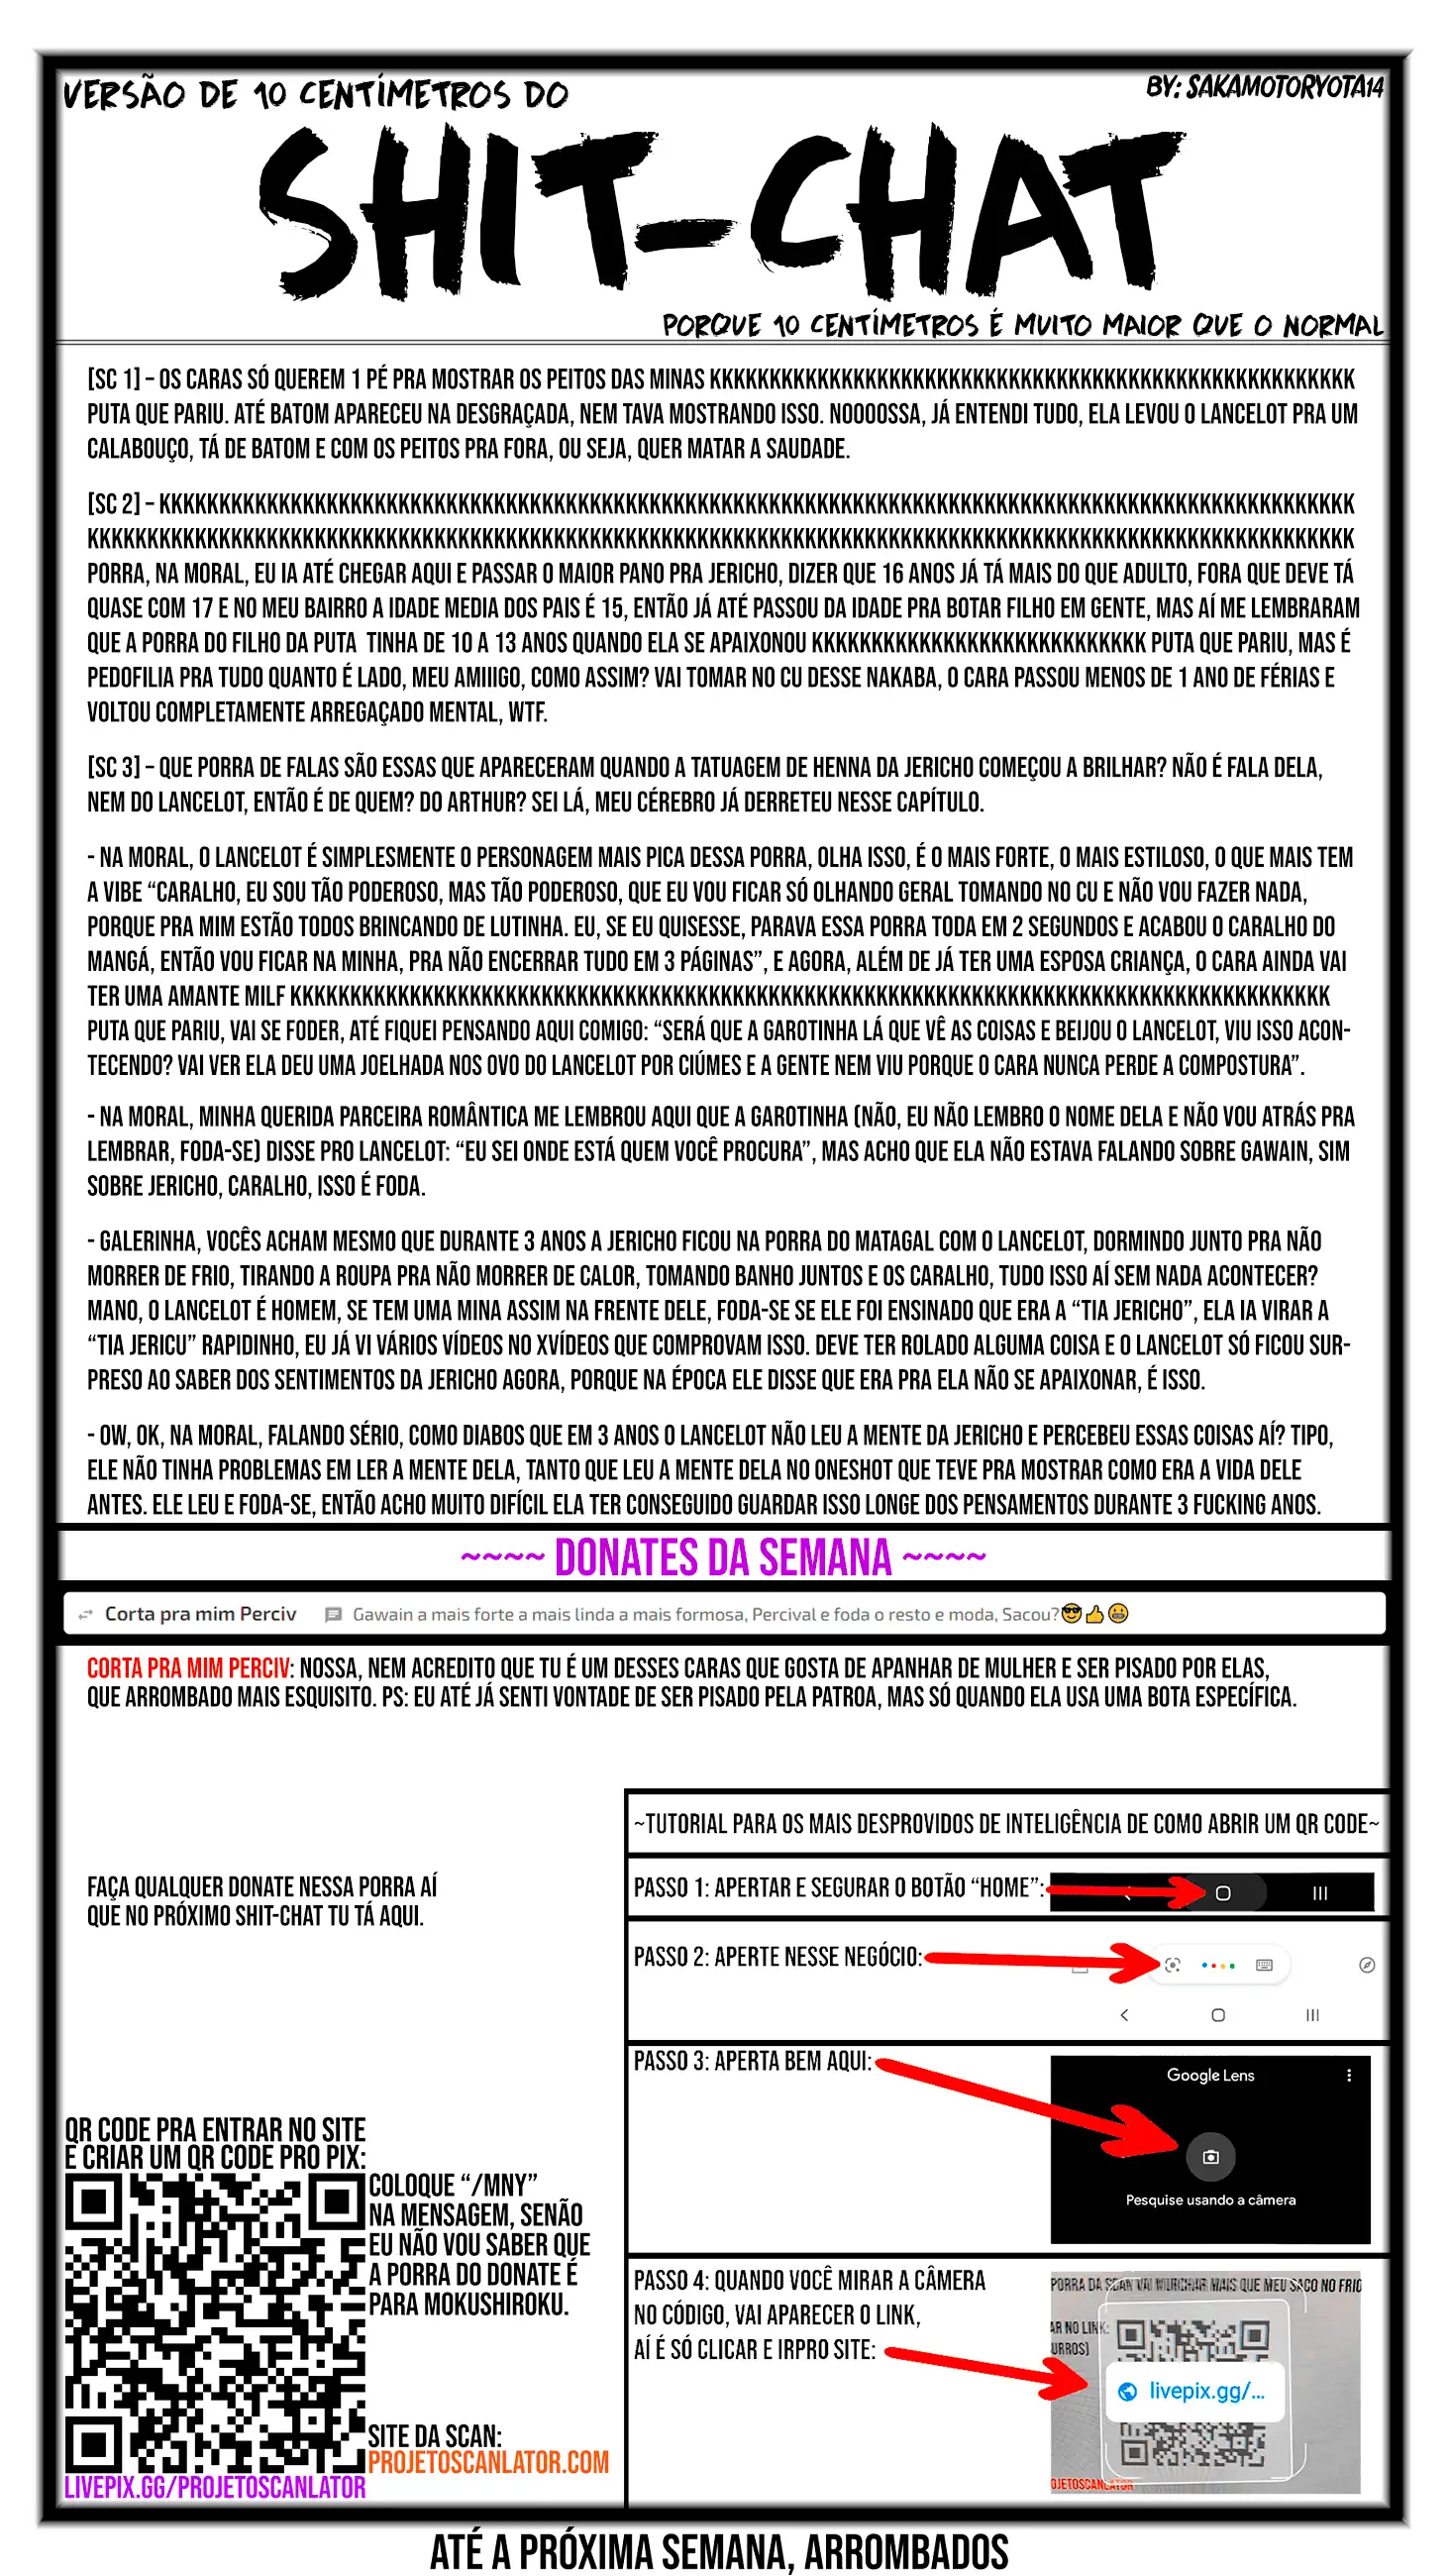 VERSÃO DE 10 CENTÍMETROS DO
BY: SAKAMOTORYOTA14
SHIT-CHAT
PORQUE 10 CENTÍMETROS É MUITO MAIOR QUE O NORMAL
[SC 1] – OS CARAS SÓ QUEREM 1 PÉ PRA MOSTRAR OS PEITOS DAS MINAS KKKKKKKKKKKKKKKKKKKKKKKKKKKKKKKKKKKKKKKKKKKKKKKKKKKKKK
PUTA QUE PARIU. ATÉ BATOM APARECEU NA DESGRAÇADA, NEM TAVA MOSTRANDO ISSO. NOOOOSSA, JÁ ENTENDI TUDO, ELA LEVOU O LANCELOT PRA UM
CALABOUÇO, TÁ DE BATOM E COM OS PEITOS PRA FORA, OU SEJA, QUER MATAR A SAUDADE.
[SC 2] – KKKKKKKKKKKKKKKKKKKKKKKKKKKKKKKKKKKKKKKKKKKKKKKKKKKKKKKKKKKKKKKKKKKKKKKKKKKKKKKKKKKKKKKKKKKKKKKKKKKK
KKKKKKKKKKKKKKKKKKKKKKKKKKKKKKKKKKKKKKKKKKKKKKKKKKKKKKKKKKKKKKKKKKKKKKKKKKKKKKKKKKKKKKKKKKKKKKKKKKKKKKKKKK
PORRA, NA MORAL, EU IA ATÉ CHEGAR AQUI E PASSAR O MAIOR PANO PRA JERICHO, DIZER QUE 16 ANOS JÁ TÁ MAIS DO QUE ADULTO, FORA QUE DEVE TÁ
QUASE COM 17 E NO MEU BAIRRO A IDADE MEDIA DOS PAIS É 15, ENTÃO JÁ ATÉ PASSOU DA IDADE PRA BOTAR FILHO EM GENTE, MAS AÍ ME LEMBRARAM
QUE A PORRA DO FILHO DA PUTA TINHA DE 10 A 13 ANOS QUANDO ELA SE APAIXONOU KKKKKKKKKKKKKKKKKKKKKKKKKKKK PUTA QUE PARIU, MAS É
PEDOFILIA PRA TUDO QUANTO É LADO, MEU AMIIIGO, COMO ASSIM? VAI TOMAR NO CU DESSE NAKABA, O CARA PASSOU MENOS DE 1 ANO DE FÉRIAS E
VOLTOU COMPLETAMENTE ARREGAÇADO MENTAL, WTF.
[SC 3] – QUE PORRA DE FALAS SÃO ESSAS QUE APARECERAM QUANDO A TATUAGEM DE HENNA DA JERICHO COMEÇOU A BRILHAR? NÃO É FALA DELA,
NEM DO LANCELOT, ENTÃO É DE QUEM? DO ARTHUR? SEI LÁ, MEU CÉREBRO JÁ DERRETEU NESSE CAPÍTULO.
- NA MORAL, O LANCELOT É SIMPLESMENTE O PERSONAGEM MAIS PICA DESSA PORRA, OLHA ISSO, É O MAIS FORTE, O MAIS ESTILOSO, O QUE MAIS TEM
A VIBE “CARALHO, EU SOU TÃO PODEROSO, MAS TÃO PODEROSO, QUE EU VOU FICAR SÓ OLHANDO GERAL TOMANDO NO CU E NÃO VOU FAZER NADA,
PORQUE PRA MIM ESTÃO TODOS BRINCANDO DE LUTINHA. EU, SE EU QUISESSE, PARAVA ESSA PORRA TODA EM 2 SEGUNDOS E ACABOU O CARALHO DO
MANGÁ, ENTÃO VOU FICAR NA MINHA, PRA NÃO ENCERRAR TUDO EM 3 PÁGINAS”, E AGORA, ALÉM DE JÁ TER UMA ESPOSA CRIANÇA, O CARA AINDA VAI
TER UMA AMANTE MILF KKKKKKKKKKKKKKKKKKKKKKKKKKKKKKKKKKKKKKKKKKKKKKKKKKKKKKKKKKKKKKKKKKKKKKKKKKKKKKKKKKKKKKK
PUTA QUE PARIU, VAI SE FODER, ATÉ FIQUEI PENSANDO AQUI COMIGO: “SERÁ QUE A GAROTINHA LÁ QUE VÊ AS COISAS E BEIJOU O LANCELOT, VIU ISSO ACON-
TECENDO? VAI VER ELA DEU UMA JOELHADA NOS OVO DO LANCELOT POR CIÚMES E A GENTE NEM VIU PORQUE O CARA NUNCA PERDE A COMPOSTURA”.
- NA MORAL, MINHA QUERIDA PARCEIRA ROMÂNTICA ME LEMBROU AQUI QUE A GAROTINHA (NÃO, EU NÃO LEMBRO O NOME DELA E NÃO VOU ATRÁS PRA
LEMBRAR, FODA-SE) DISSE PRO LANCELOT: “EU SEI ONDE ESTÁ QUEM VOCÊ PROCURA”, MAS ACHO QUE ELA NÃO ESTAVA FALANDO SOBRE GAWAIN, SIM
SOBRE JERICHO, CARALHO, ISSO É FODA.
- GALERINHA, VOCÊS ACHAM MESMO QUE DURANTE 3 ANOS A JERICHO FICOU NA PORRA DO MATAGAL COM O LANCELOT, DORMINDO JUNTO PRA NÃO
MORRER DE FRIO, TIRANDO A ROUPA PRA NÃO MORRER DE CALOR, TOMANDO BANHO JUNTOS E OS CARALHO, TUDO ISSO AÍ SEM NADA ACONTECER?
MANO, O LANCELOT É HOMEM, SE TEM UMA MINA ASSIM NA FRENTE DELE, FODA-SE SE ELE FOI ENSINADO QUE ERA A “TIA JERICHO”, ELA IA VIRAR A
“TIA JERICU” RAPIDINHO, EU JÁ VI VÁRIOS VÍDEOS NO XVÍDEOS QUE COMPROVAM ISSO. DEVE TER ROLADO ALGUMA COISA E O LANCELOT SÓ FICOU SUR-
PRESO AO SABER DOS SENTIMENTOS DA JERICHO AGORA, PORQUE NA ÉPOCA ELE DISSE QUE ERA PRA ELA NÃO SE APAIXONAR, É ISSO.
- OW, OK, NA MORAL, FALANDO SÉRIO, COMO DIABOS QUE EM 3 ANOS O LANCELOT NÃO LEU A MENTE DA JERICHO E PERCEBEU ESSAS COISAS AÍ? TIPO,
ELE NÃO TINHA PROBLEMAS EM LER A MENTE DELA, TANTO QUE LEU A MENTE DELA NO ONESHOT QUE TEVE PRA MOSTRAR COMO ERA A VIDA DELE
ANTES. ELE LEU E FODA-SE, ENTÃO ACHO MUITO DIFÍCIL ELA TER CONSEGUIDO GUARDAR ISSO LONGE DOS PENSAMENTOS DURANTE 3 FUCKING ANOS.
~~~~ DONATES DA SEMANA ~~~~
Corta pra mim Perciv Gawain a mais forte a mais linda a mais formosa, Percival e foda o resto e moda, Sacou?😎👍😬
CORTA PRA MIM PERCIV: NOSSA, NEM ACREDITO QUE TU É UM DESSES CARAS QUE GOSTA DE APANHAR DE MULHER E SER PISADO POR ELAS,
QUE ARROMBADO MAIS ESQUISITO. PS: EU ATÉ JÁ SENTI VONTADE DE SER PISADO PELA PATROA, MAS SÓ QUANDO ELA USA UMA BOTA ESPECÍFICA.
FAÇA QUALQUER DONATE NESSA PORRA AÍ
QUE NO PRÓXIMO SHIT-CHAT TU TÁ AQUI.
QR CODE PRA ENTRAR NO SITE
E CRIAR UM QR CODE PRO PIX:
COLOQUE “/MNY”
NA MENSAGEM, SENÃO
EU NÃO VOU SABER QUE
A PORRA DO DONATE É
PARA MOKUSHIROKU.
SITE DA SCAN:
PROJETOSCANLATOR.COM
LIVEPIX.GG/PROJETOSCANLATOR
~TUTORIAL PARA OS MAIS DESPROVIDOS DE INTELIGÊNCIA DE COMO ABRIR UM QR CODE~
PASSO 1: APERTAR E SEGURAR O BOTÃO “HOME”:
PASSO 2: APERTE NESSE NEGÓCIO:
PASSO 3: APERTA BEM AQUI:
Google Lens
Pesquise usando a câmera
PASSO 4: QUANDO VOCÊ MIRAR A CÂMERA
NO CÓDIGO, VAI APARECER O LINK,
AÍ É SÓ CLICAR E IRPRO SITE:
PORRA DA SCAN VAI MURCHAR MAIS QUE MEU SACO NO FRIO
AR NO LINK:
URROS)
livepix.gg/...
OJETOSCANLATOR
ATÉ A PRÓXIMA SEMANA, ARROMBADOS